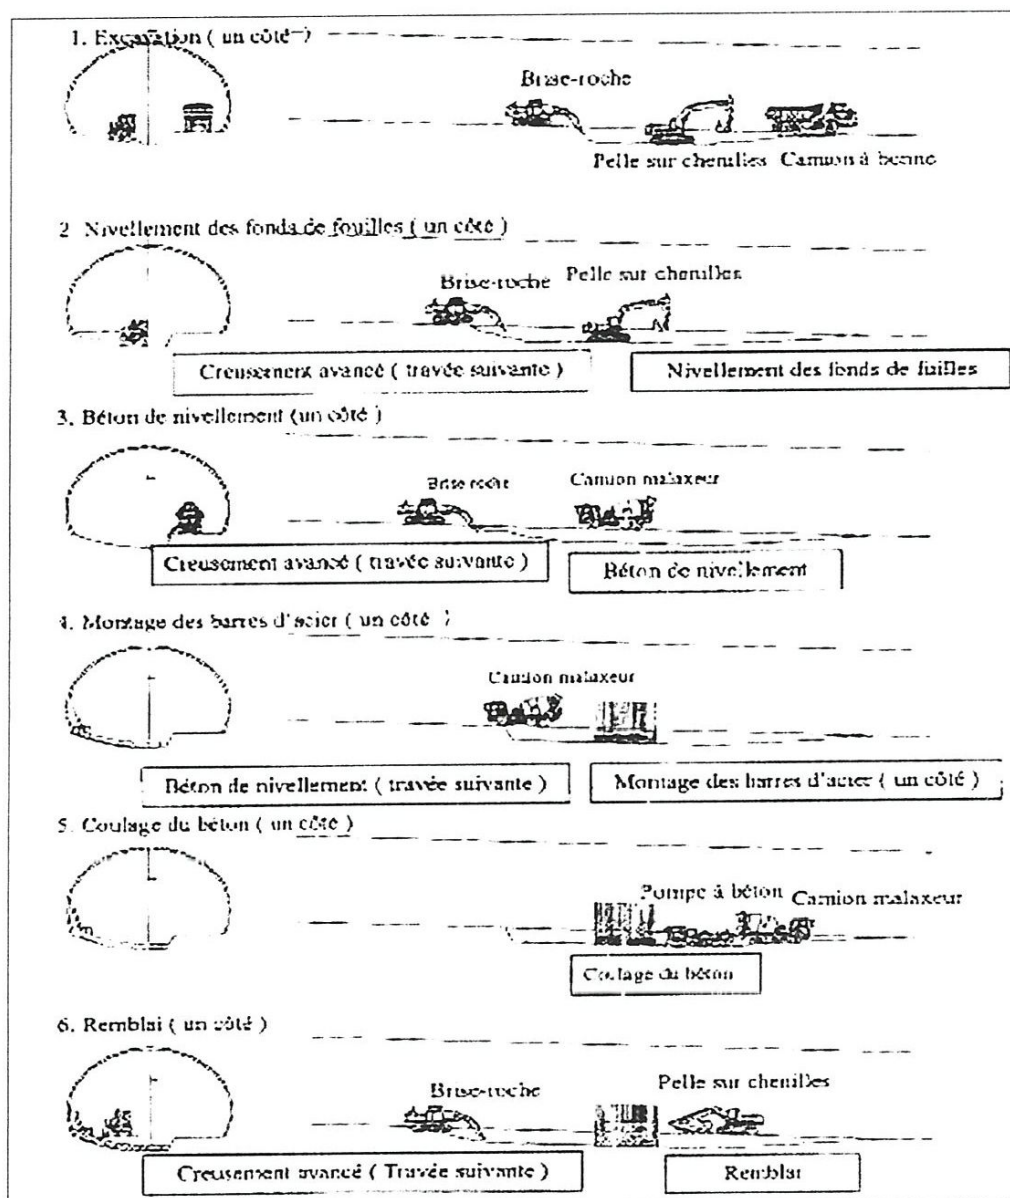 1. Excavation ( un côté )
Brise-roche
Pelle sur chenilles Camion à benne
2 Nivellement des fonds de fouilles ( un côté )
Brise-roche Pelle sur chenilles
Creusement avancé ( travée suivante ) Nivellement des fonds de fuilles
3. Béton de nivellement (un côté )
Brise roche Camion malaxeur
Creusement avancé ( travée suivante ) Béton de nivellement
4. Montage des barres d'acier ( un côté )
Camion malaxeur
Béton de nivellement ( travée suivante ) Montage des barres d'acier ( un côté )
5. Coulage du béton ( un côté )
Pompe à béton Camion malaxeur
Coulage du béton
6. Remblai ( un côté )
Brise-roche Pelle sur chenilles
Creusement avancé ( Travée suivante ) Remblai